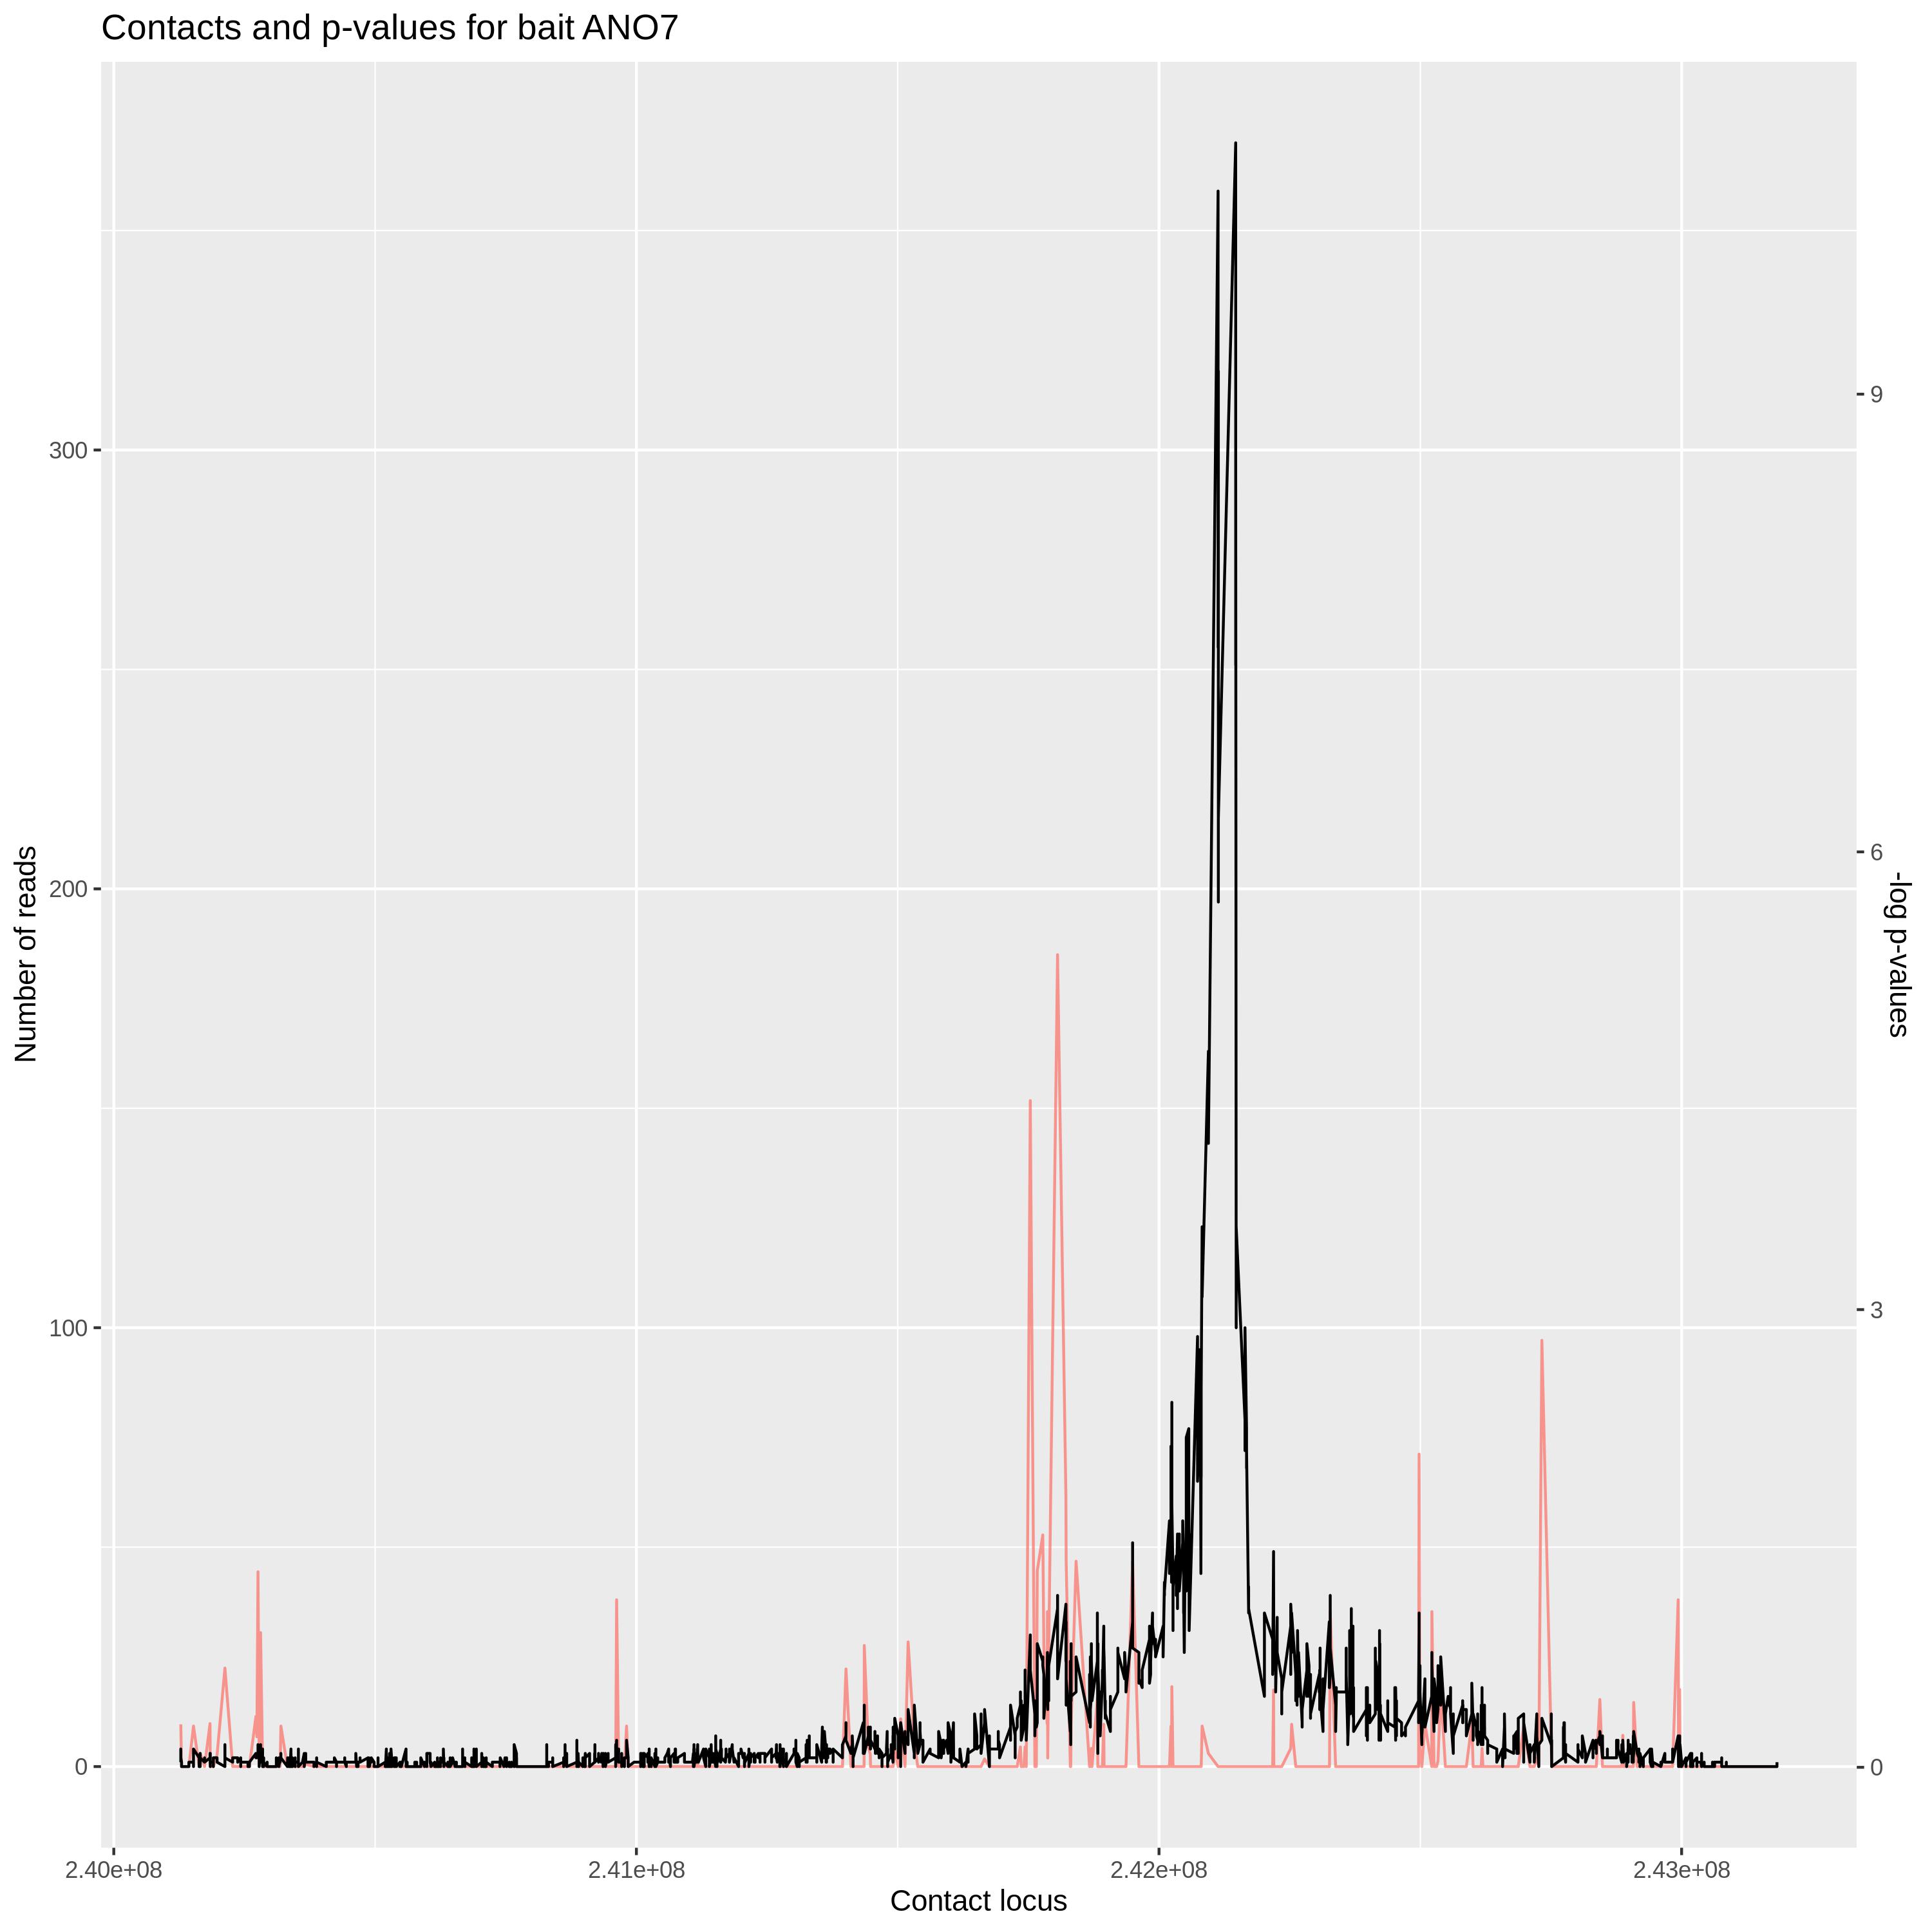 Contacts and p-values for bait ANO7
300
200
100
0
9
6
3
0
Number of reads
-log p-values
2.40e+08
2.41e+08
2.42e+08
2.43e+08
Contact locus